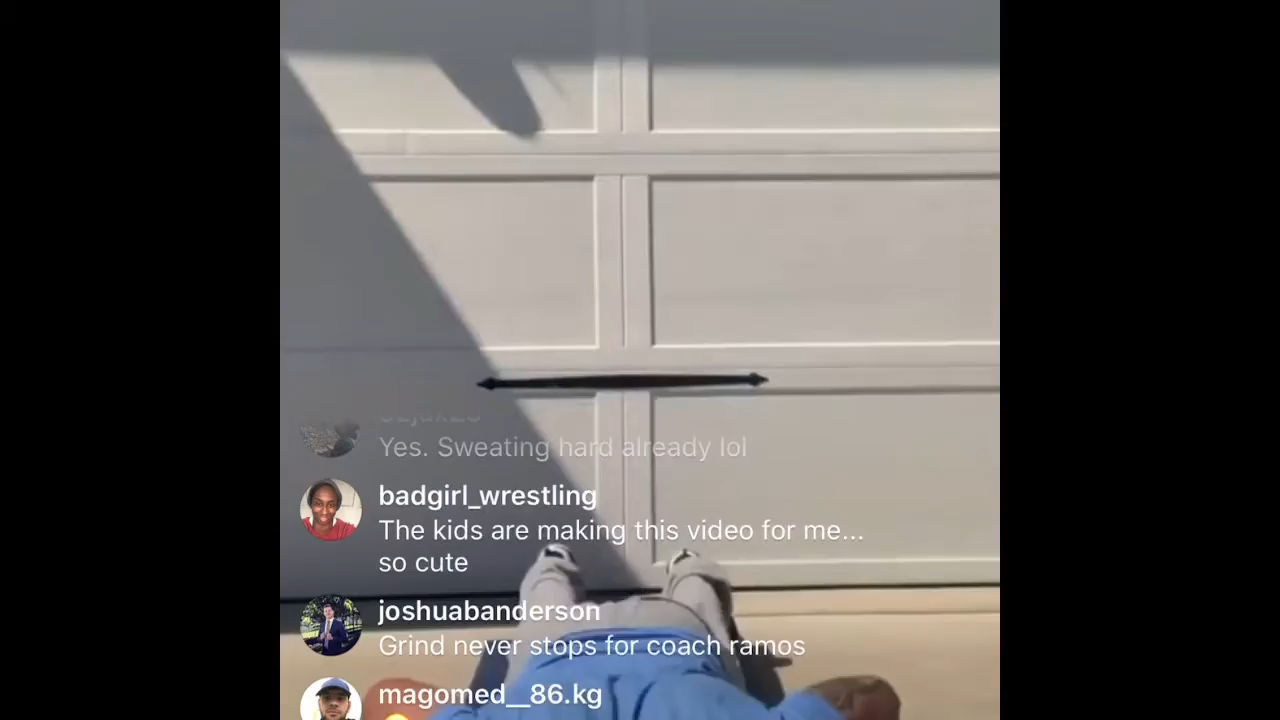 Yes. Sweating hard already lol
badgirl_wrestling
The kids are making this video for me...
so cute
joshuabanderson
Grind never stops for coach ramos
magomed__86.kg